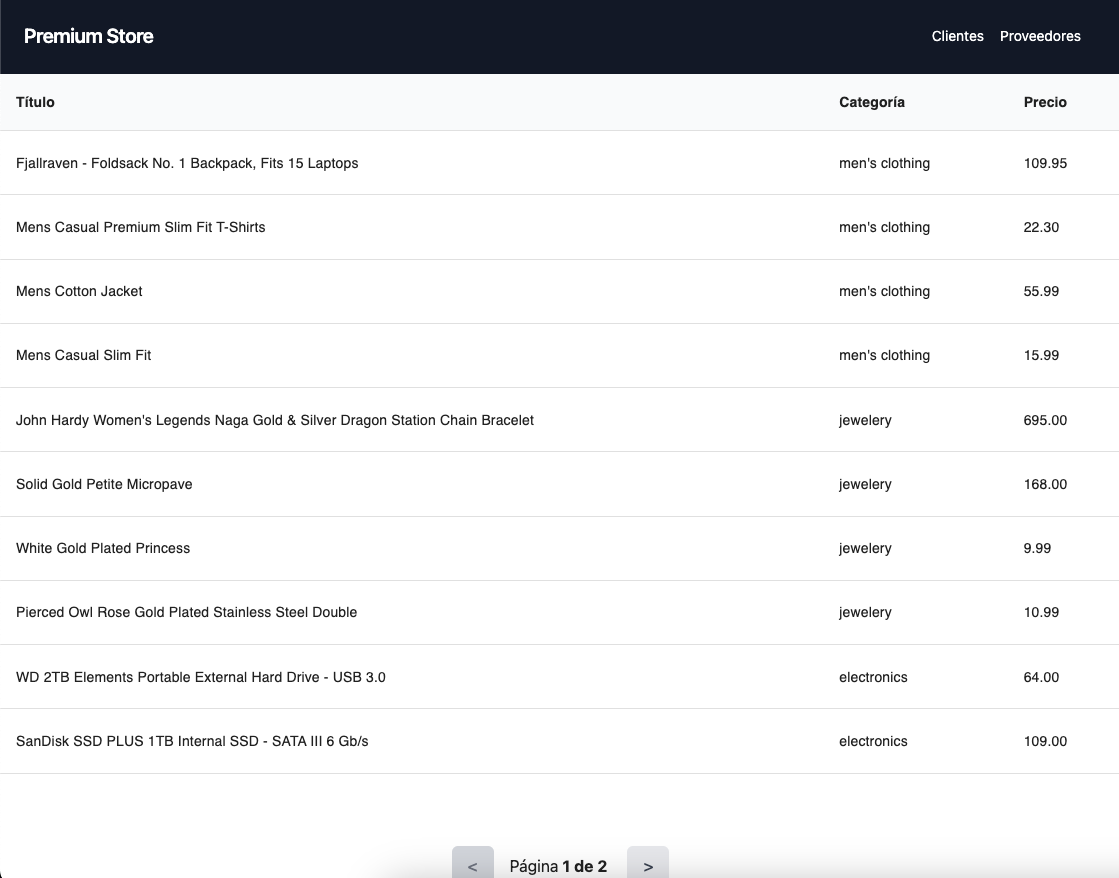 Premium Store Clientes Proveedores
Título Categoría Precio
Fjallraven - Foldsack No. 1 Backpack, Fits 15 Laptops men's clothing 109.95
Mens Casual Premium Slim Fit T-Shirts men's clothing 22.30
Mens Cotton Jacket men's clothing 55.99
Mens Casual Slim Fit men's clothing 15.99
John Hardy Women's Legends Naga Gold & Silver Dragon Station Chain Bracelet jewelery 695.00
Solid Gold Petite Micropave jewelery 168.00
White Gold Plated Princess jewelery 9.99
Pierced Owl Rose Gold Plated Stainless Steel Double jewelery 10.99
WD 2TB Elements Portable External Hard Drive - USB 3.0 electronics 64.00
SanDisk SSD PLUS 1TB Internal SSD - SATA III 6 Gb/s electronics 109.00
< Página 1 de 2 >